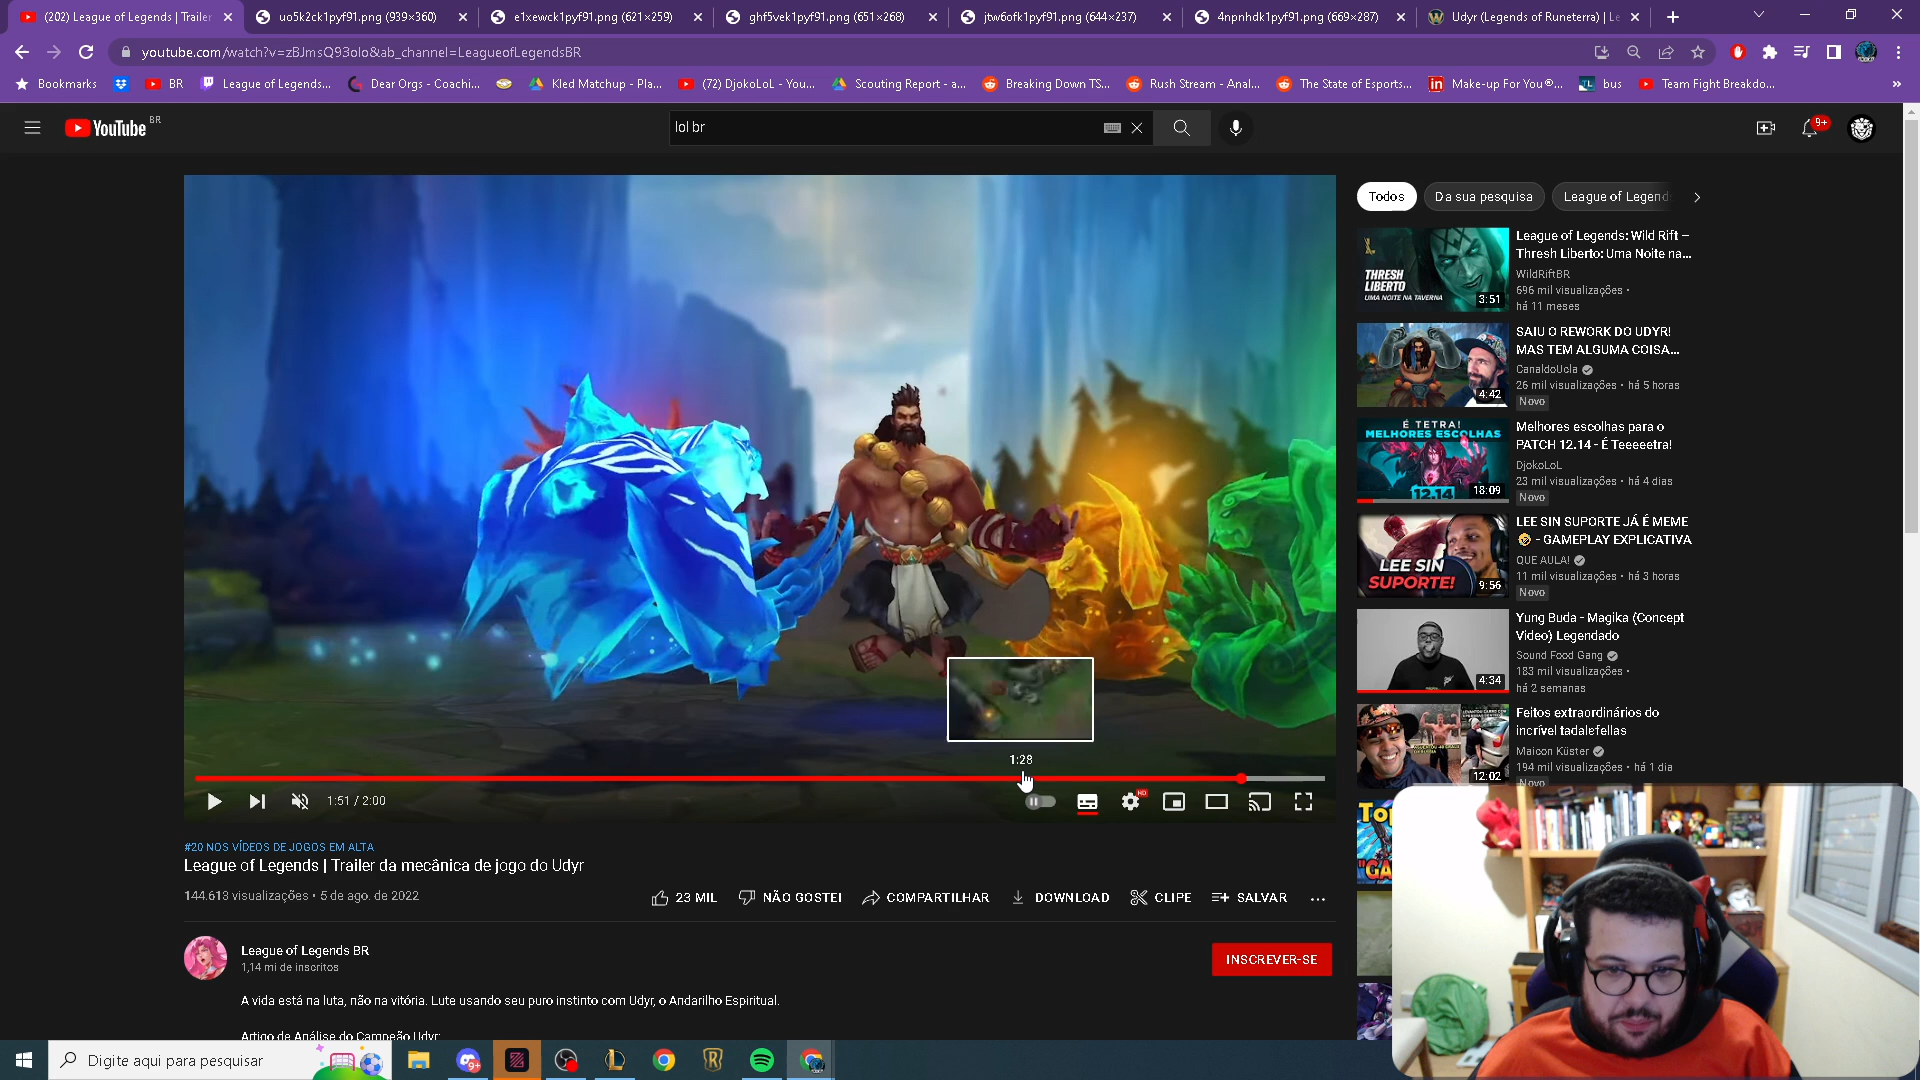 (202) League of Legends | Trailer
uo5k2ck1pyf91.png (939×360)
e1xewck1pyf91.png (621×259)
ghf5vek1pyf91.png (651×268)
jtw6ofk1pyf91.png (644×237)
4npnhdk1pyf91.png (669×287)
Udyr (Legends of Runeterra) | Le
youtube.com/watch?v=zBJmsQ93olo&ab_channel=LeagueofLegendsBR
Bookmarks
BR
League of Legends...
Dear Orgs - Coachi...
Kled Matchup - Pla...
(72) DjokoLoL - You...
Scouting Report - a...
Breaking Down TS...
Rush Stream - Anal...
The State of Esports...
Make-up For You®...
bus
Team Fight Breakdo...
YouTube BR
lol br
9+
Todos
Da sua pesquisa
League of Legend
THRESH
LIBERTO
UMA NOITE NA TAVERNA
3:51
League of Legends: Wild Rift –
Thresh Liberto: Uma Noite na...
WildRiftBR
696 mil visualizações •
há 11 meses
4:42
SAIU O REWORK DO UDYR!
MAS TEM ALGUMA COISA...
CanaldoUcla
26 mil visualizações • há 5 horas
Novo
É TETRA!
MELHORES ESCOLHAS
12.14
18:09
Melhores escolhas para o
PATCH 12.14 - É Teeeeetra!
DjokoLoL
23 mil visualizações • há 4 dias
Novo
LEE SIN
SUPORTE!
9:56
LEE SIN SUPORTE JÁ É MEME
🤣 - GAMEPLAY EXPLICATIVA
QUE AULA!
11 mil visualizações • há 3 horas
Novo
4:34
Yung Buda - Magika (Concept
Video) Legendado
Sound Food Gang
183 mil visualizações •
há 2 semanas
12:02
Feitos extraordinários do
incrível tadalafellas
Maicon Küster
194 mil visualizações • há 1 dia
Novo
1:28
1:51 / 2:00
HD
#20 NOS VÍDEOS DE JOGOS EM ALTA
League of Legends | Trailer da mecânica de jogo do Udyr
144.613 visualizações • 5 de ago. de 2022
23 MIL
NÃO GOSTEI
COMPARTILHAR
DOWNLOAD
CLIPE
SALVAR
League of Legends BR
1,14 mi de inscritos
INSCREVER-SE
A vida está na luta, não na vitória. Lute usando seu puro instinto com Udyr, o Andarilho Espiritual.
Artigo de Análise do Campeão Udyr:
Digite aqui para pesquisar
9+